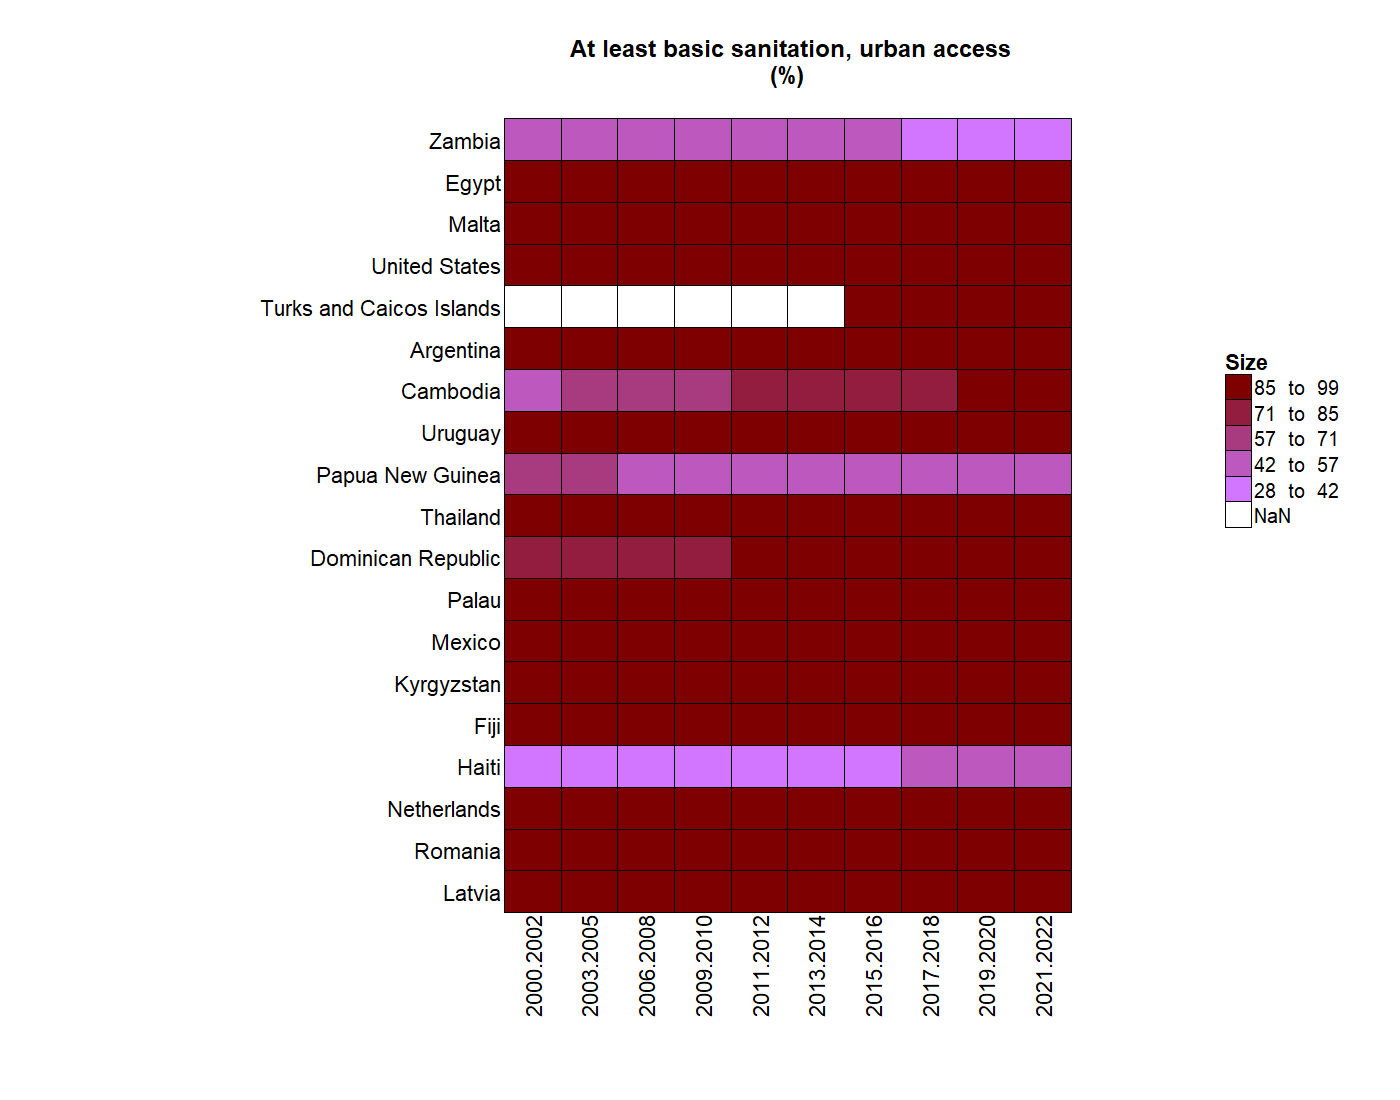 At least basic sanitation, urban access
(%)
Zambia
Egypt
Malta
United States
Turks and Caicos Islands
Argentina
Cambodia
Uruguay
Papua New Guinea
Thailand
Dominican Republic
Palau
Mexico
Kyrgyzstan
Fiji
Haiti
Netherlands
Romania
Latvia
2000.2002
2003.2005
2006.2008
2009.2010
2011.2012
2013.2014
2015.2016
2017.2018
2019.2020
2021.2022
Size
85 to 99
71 to 85
57 to 71
42 to 57
28 to 42
NaN